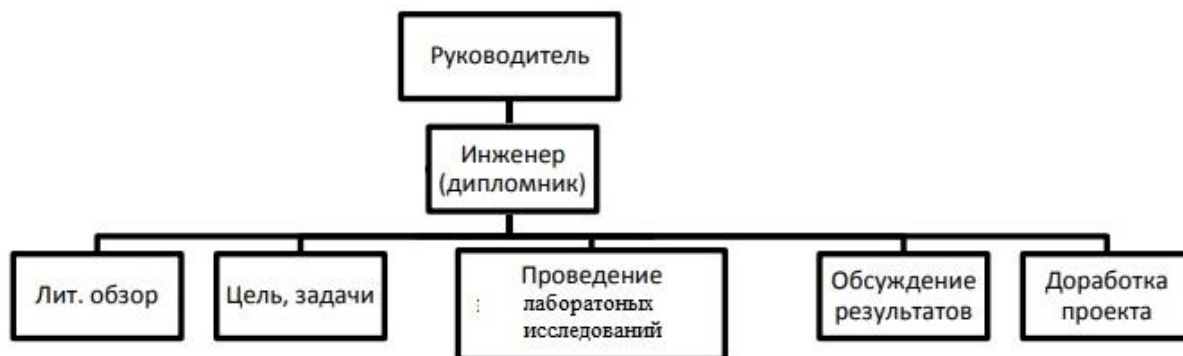 Руководитель
Инженер
(дипломник)
Лит. обзор
Цель, задачи
Проведение
лаборатоных
исследований
Обсуждение
результатов
Доработка
проекта